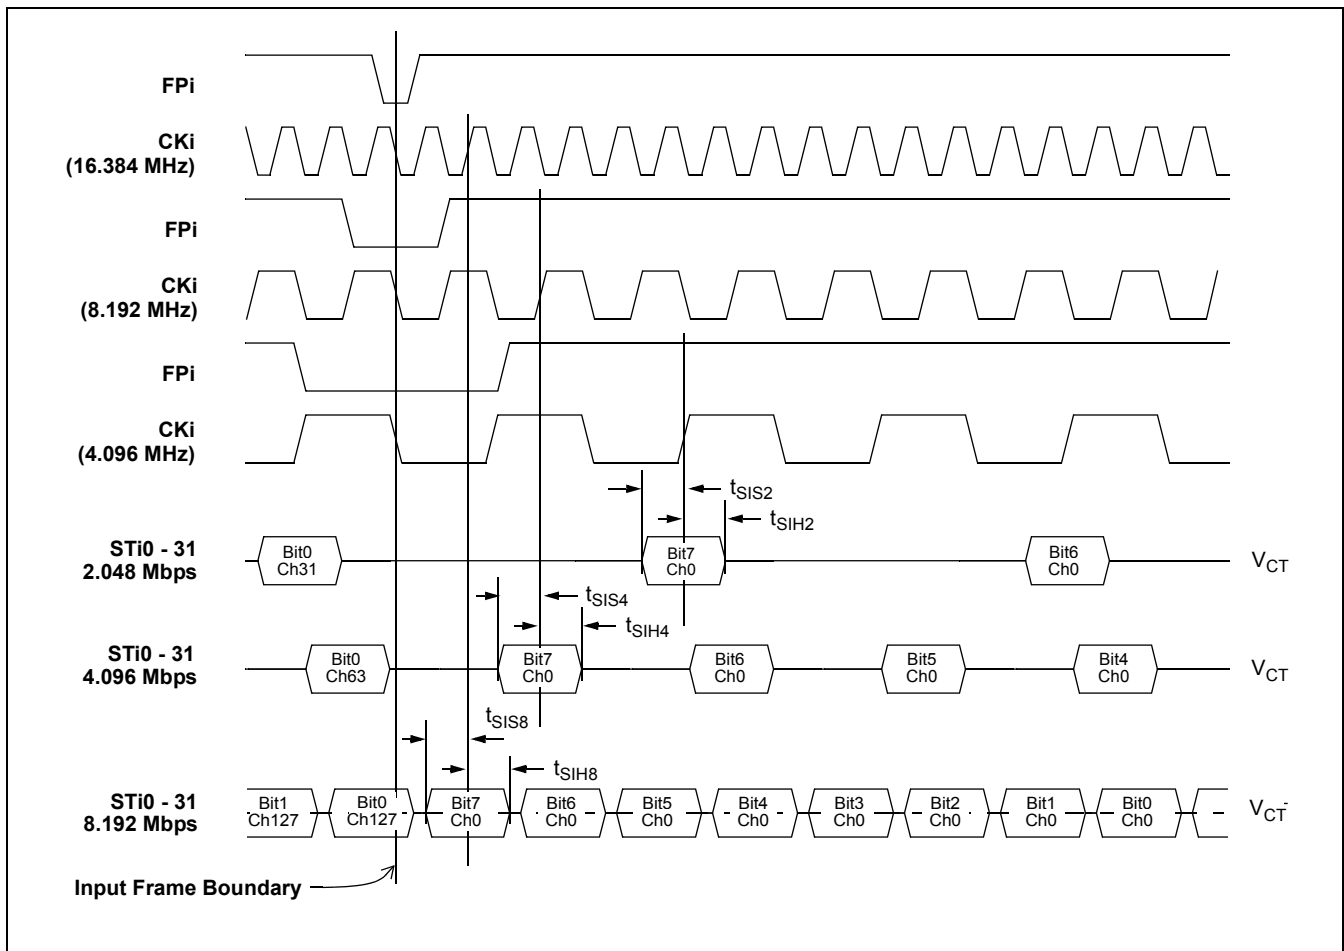 FPi
CKi
(16.384 MHz)
FPi
CKi
(8.192 MHz)
FPi
CKi
(4.096 MHz)
tSIS2
tSIH2
STi0 - 31
2.048 Mbps
Bit0
Ch31
Bit7
Ch0
Bit6
Ch0
VCT
tSIS4
tSIH4
STi0 - 31
4.096 Mbps
Bit0
Ch63
Bit7
Ch0
Bit6
Ch0
Bit5
Ch0
Bit4
Ch0
VCT
tSIS8
tSIH8
STi0 - 31
8.192 Mbps
Bit1
Ch127
Bit0
Ch127
Bit7
Ch0
Bit6
Ch0
Bit5
Ch0
Bit4
Ch0
Bit3
Ch0
Bit2
Ch0
Bit1
Ch0
Bit0
Ch0
VCT
Input Frame Boundary